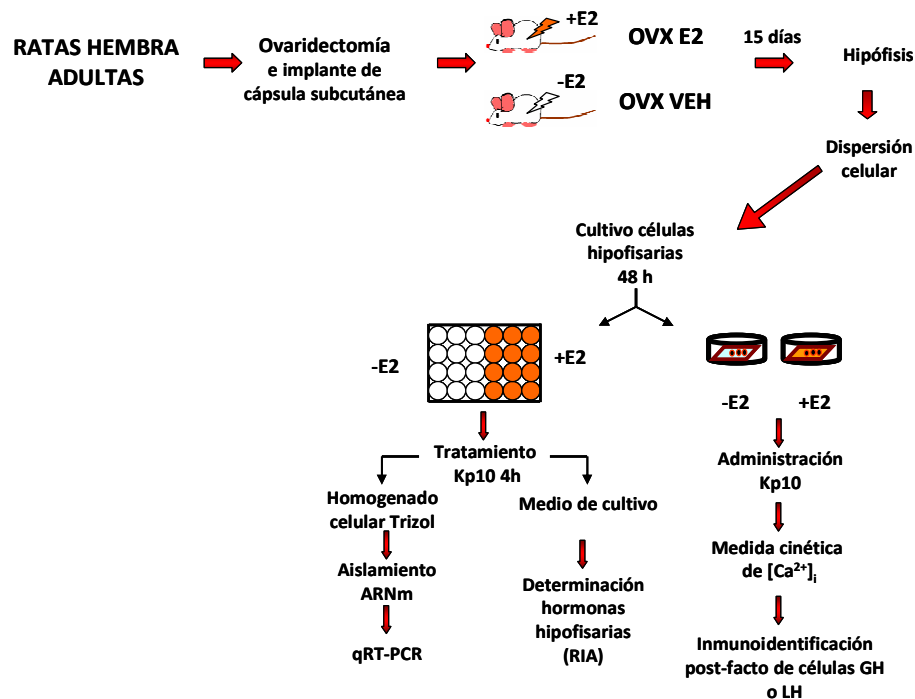 RATAS HEMBRA
ADULTAS
Ovaridectomía
e implante de
cápsula subcutánea
+E2
OVX E2
-E2
OVX VEH
15 días
Hipófisis
Dispersión
celular
Cultivo células
hipofisarias
48 h
-E2
+E2
Tratamiento
Kp10 4h
Homogenado
celular Trizol
Aislamiento
ARNm
qRT-PCR
Medio de cultivo
Determinación
hormonas
hipofisarias
(RIA)
-E2
+E2
Administración
Kp10
Medida cinética
de [Ca²⁺]ᵢ
Inmunoidentificación
post-facto de células GH
o LH